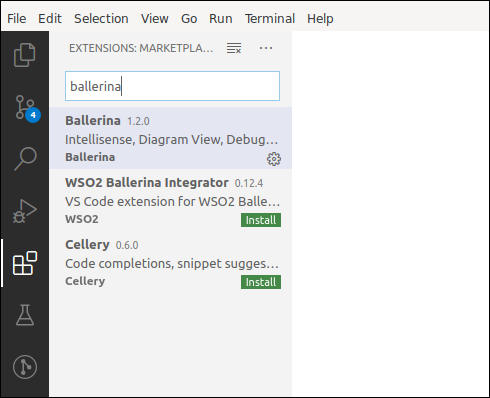 File Edit Selection View Go Run Terminal Help
EXTENSIONS: MARKETPLA...
4
ballerina
Ballerina 1.2.0
Intellisense, Diagram View, Debug...
Ballerina
WSO2 Ballerina Integrator 0.12.4
VS Code extension for WSO2 Balle...
WSO2 Install
Cellery 0.6.0
Code completions, snippet sugges...
Cellery Install